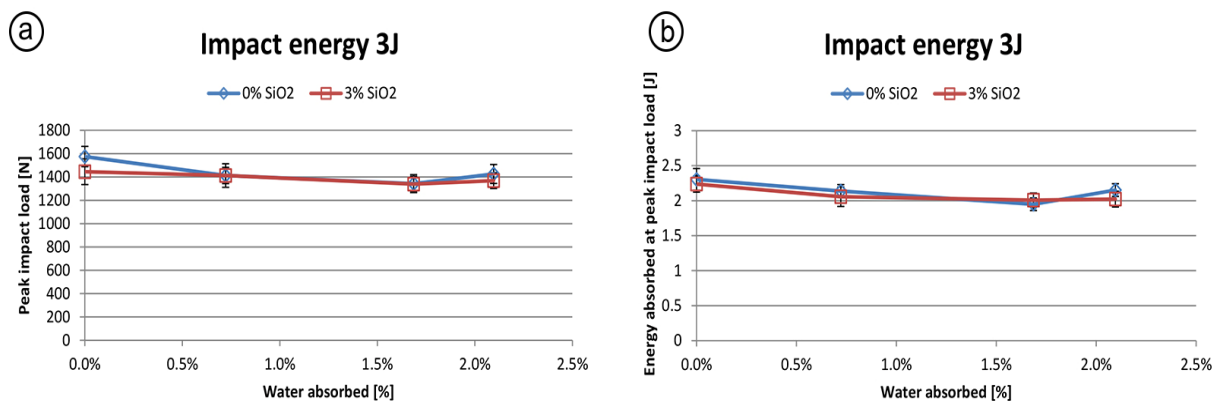 a
Impact energy 3J
0% SiO2 3% SiO2
Peak impact load [N]
1800
1600
1400
1200
1000
800
600
400
200
0
0.0% 0.5% 1.0% 1.5% 2.0% 2.5%
Water absorbed [%]
b
Impact energy 3J
0% SiO2 3% SiO2
Energy absorbed at peak impact load [J]
3
2.5
2
1.5
1
0.5
0
0.0% 0.5% 1.0% 1.5% 2.0% 2.5%
Water absorbed [%]